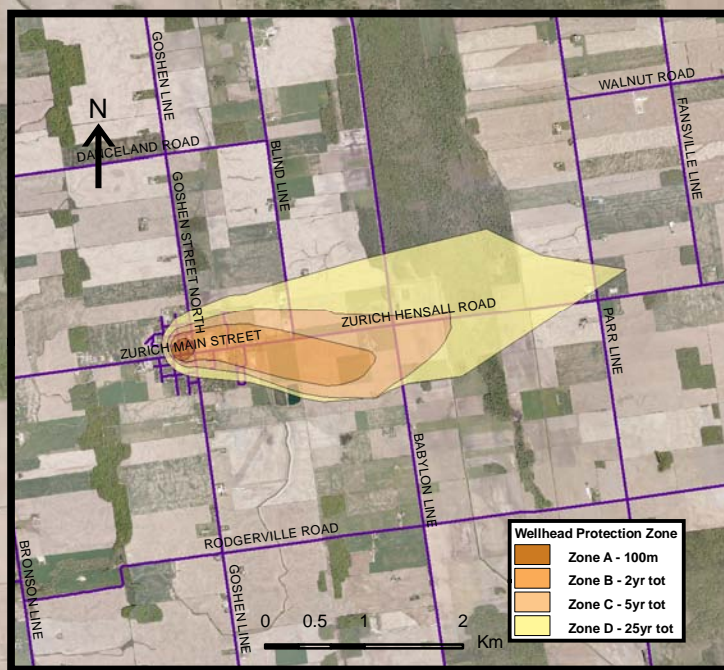 GOSHEN LINE
WALNUT ROAD
N
DANCELAND ROAD
BLIND LINE
FANSVILLE LINE
GOSHEN STREET NORTH
ZURICH HENSALL ROAD
ZURICH MAIN STREET
PARR LINE
BABYLON LINE
RODGERVILLE ROAD
BRONSON LINE
GOSHEN LINE
0 0.5 1 2
Km
Wellhead Protection Zone
Zone A - 100m
Zone B - 2yr tot
Zone C - 5yr tot
Zone D - 25yr tot